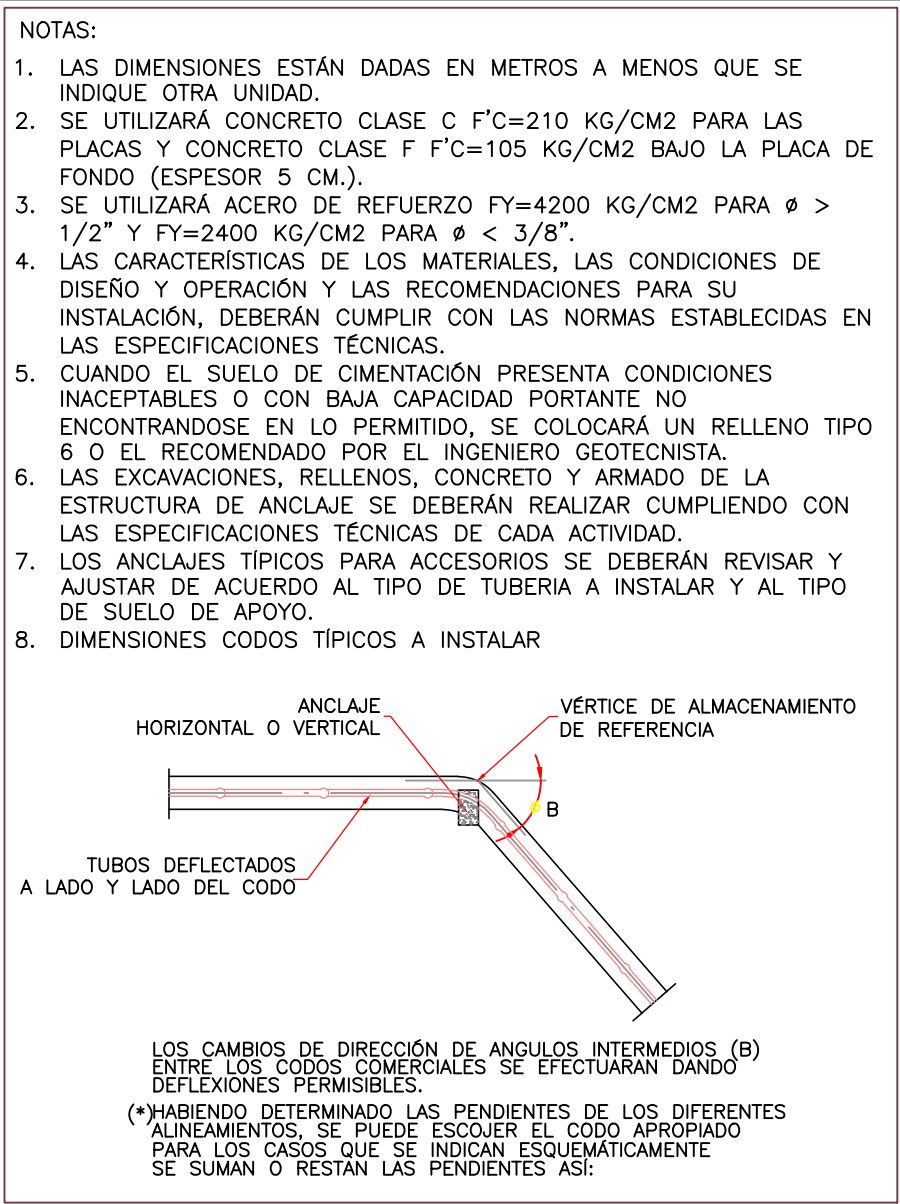 NOTAS:
1. LAS DIMENSIONES ESTÁN DADAS EN METROS A MENOS QUE SE
INDIQUE OTRA UNIDAD.
2. SE UTILIZARÁ CONCRETO CLASE C F'C=210 KG/CM2 PARA LAS
PLACAS Y CONCRETO CLASE F F'C=105 KG/CM2 BAJO LA PLACA DE
FONDO (ESPESOR 5 CM.).
3. SE UTILIZARÁ ACERO DE REFUERZO FY=4200 KG/CM2 PARA ø >
1/2" Y FY=2400 KG/CM2 PARA ø < 3/8".
4. LAS CARACTERÍSTICAS DE LOS MATERIALES, LAS CONDICIONES DE
DISEÑO Y OPERACIÓN Y LAS RECOMENDACIONES PARA SU
INSTALACIÓN, DEBERÁN CUMPLIR CON LAS NORMAS ESTABLECIDAS EN
LAS ESPECIFICACIONES TÉCNICAS.
5. CUANDO EL SUELO DE CIMENTACIÓN PRESENTA CONDICIONES
INACEPTABLES O CON BAJA CAPACIDAD PORTANTE NO
ENCONTRANDOSE EN LO PERMITIDO, SE COLOCARÁ UN RELLENO TIPO
6 O EL RECOMENDADO POR EL INGENIERO GEOTECNISTA.
6. LAS EXCAVACIONES, RELLENOS, CONCRETO Y ARMADO DE LA
ESTRUCTURA DE ANCLAJE SE DEBERÁN REALIZAR CUMPLIENDO CON
LAS ESPECIFICACIONES TÉCNICAS DE CADA ACTIVIDAD.
7. LOS ANCLAJES TÍPICOS PARA ACCESORIOS SE DEBERÁN REVISAR Y
AJUSTAR DE ACUERDO AL TIPO DE TUBERIA A INSTALAR Y AL TIPO
DE SUELO DE APOYO.
8. DIMENSIONES CODOS TÍPICOS A INSTALAR
ANCLAJE
HORIZONTAL O VERTICAL
VÉRTICE DE ALMACENAMIENTO
DE REFERENCIA
B
TUBOS DEFLECTADOS
A LADO Y LADO DEL CODO
LOS CAMBIOS DE DIRECCIÓN DE ANGULOS INTERMEDIOS (B)
ENTRE LOS CODOS COMERCIALES SE EFECTUARAN DANDO
DEFLEXIONES PERMISIBLES.
(*)HABIENDO DETERMINADO LAS PENDIENTES DE LOS DIFERENTES
ALINEAMIENTOS, SE PUEDE ESCOJER EL CODO APROPIADO
PARA LOS CASOS QUE SE INDICAN ESQUEMÁTICAMENTE
SE SUMAN O RESTAN LAS PENDIENTES ASÍ: